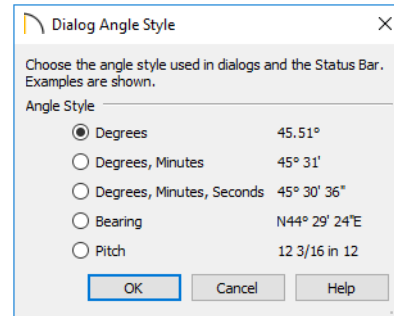 Dialog Angle Style
Choose the angle style used in dialogs and the Status Bar.
Examples are shown.
Angle Style
Degrees 45.51°
Degrees, Minutes 45° 31'
Degrees, Minutes, Seconds 45° 30' 36"
Bearing N44° 29' 24"E
Pitch 12 3/16 in 12
OK Cancel Help